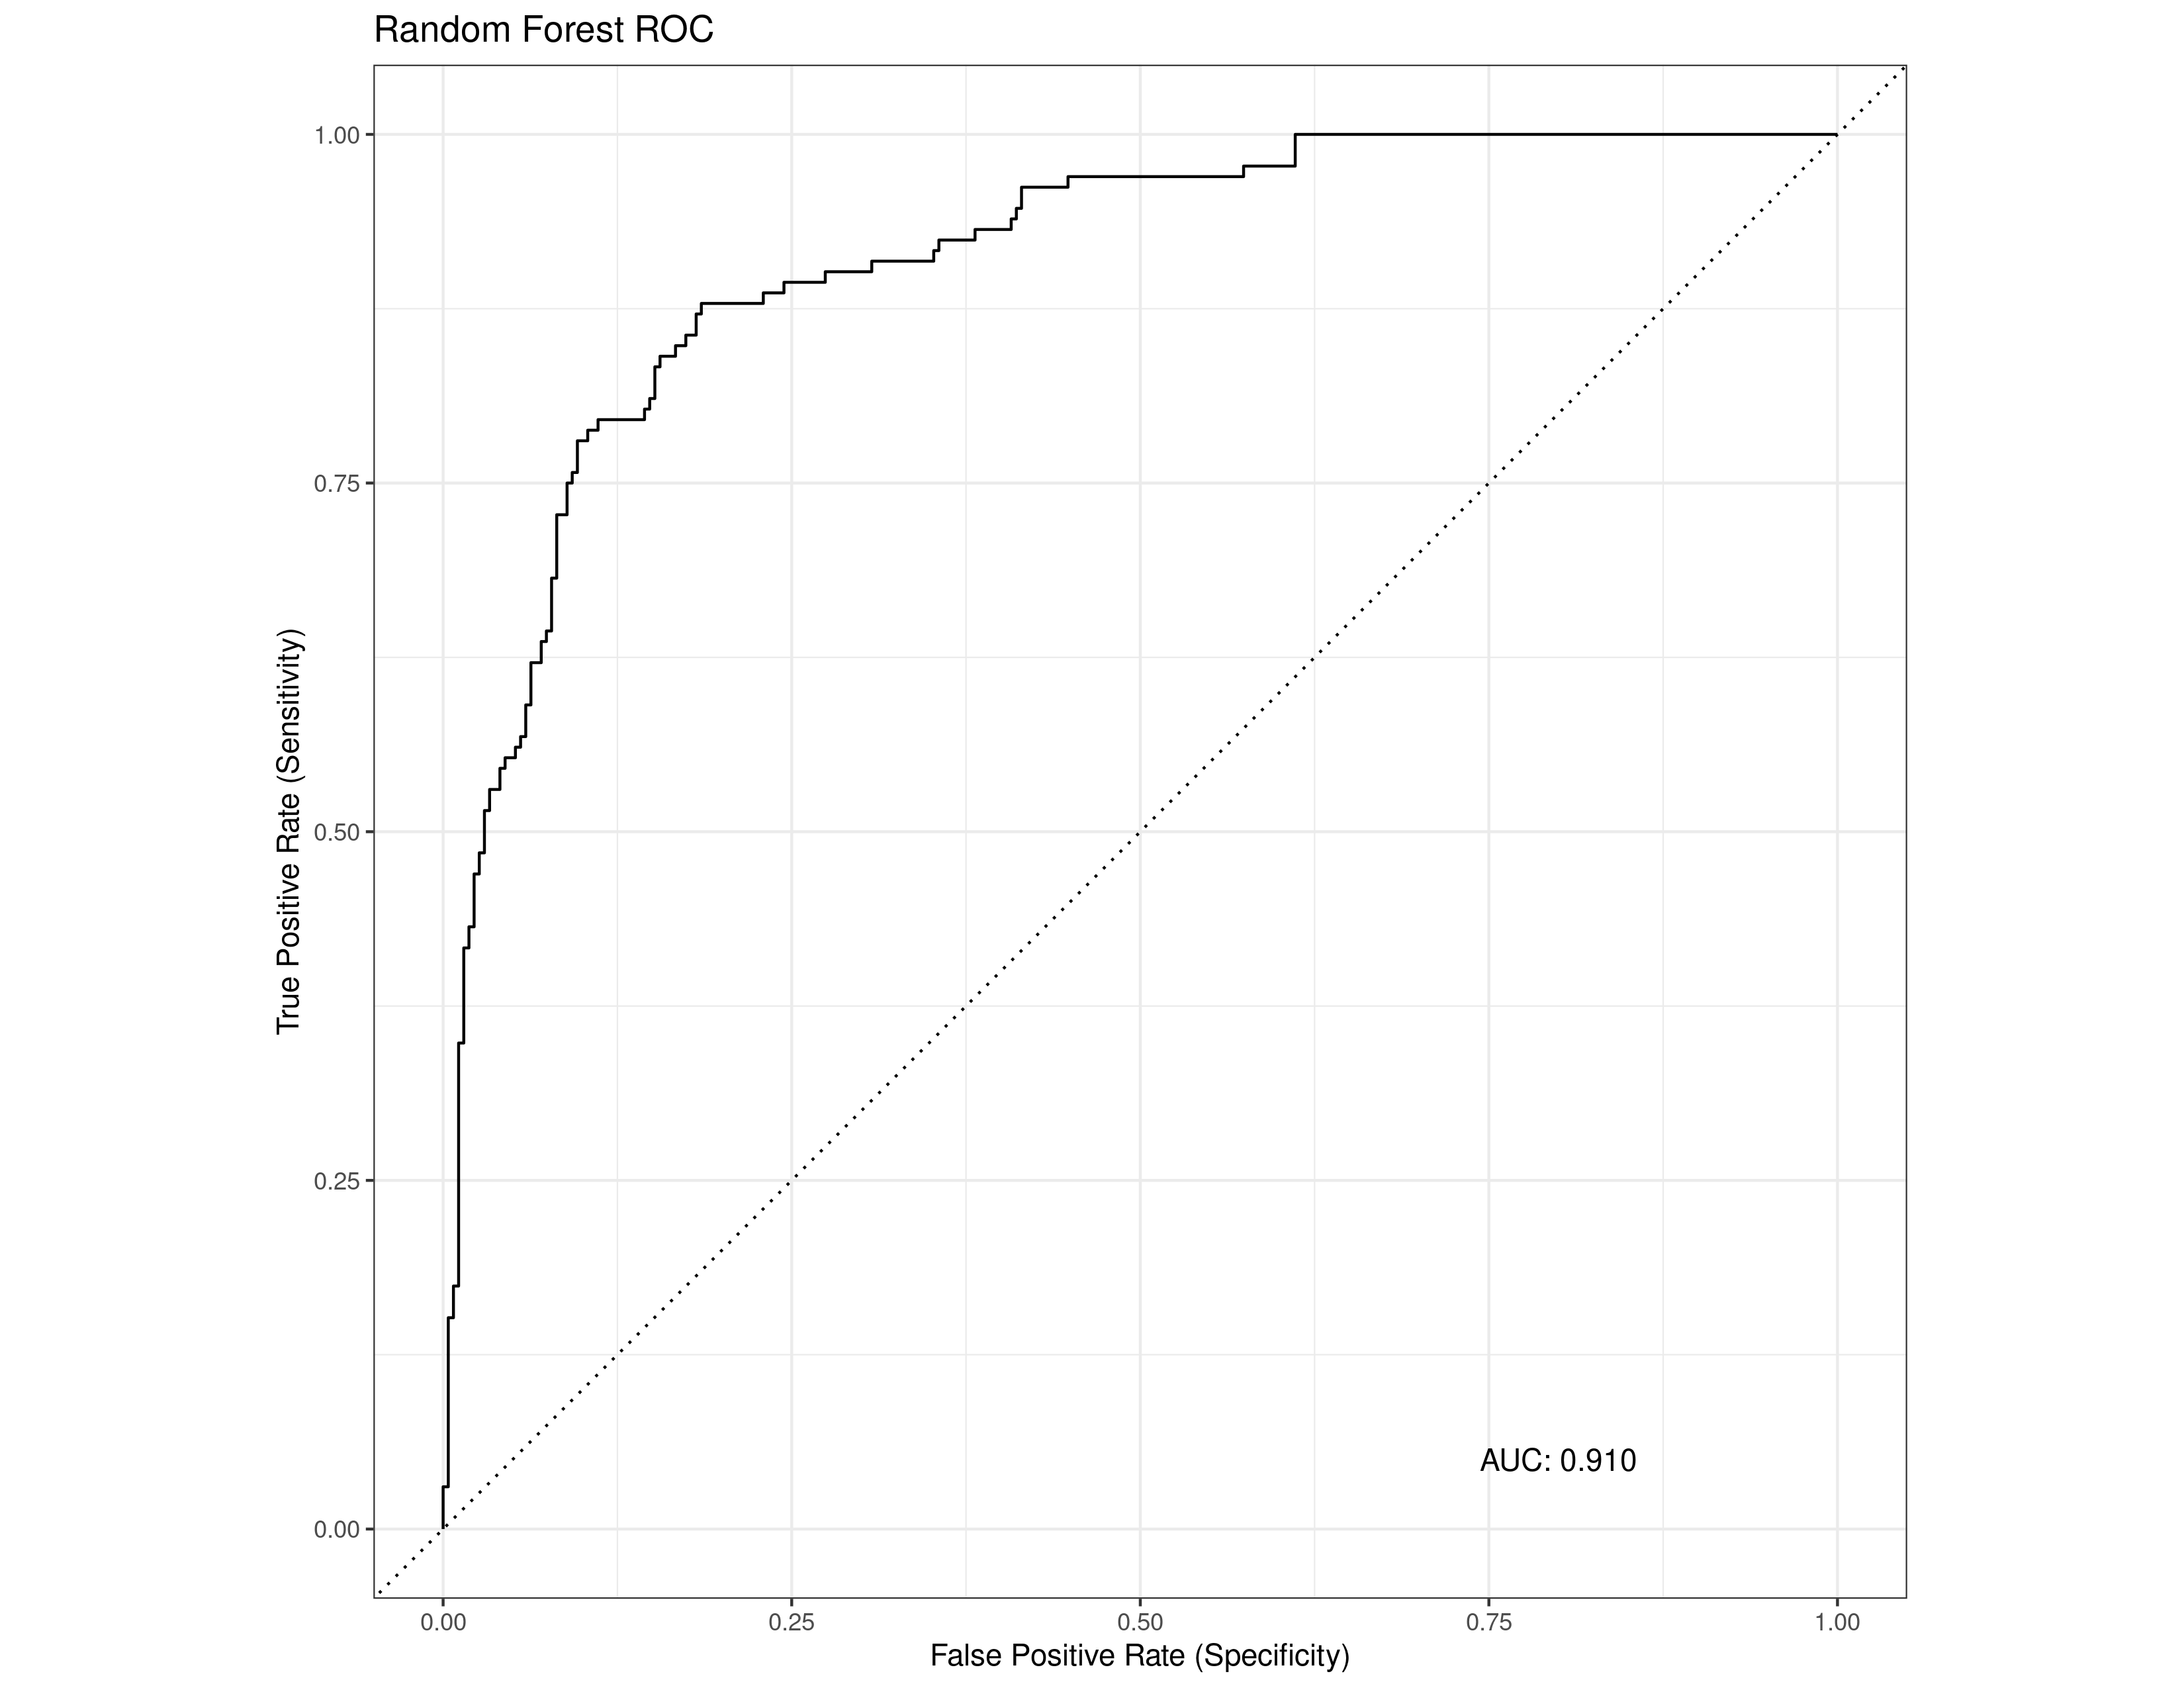 Random Forest ROC
True Positive Rate (Sensitivity)
1.00
0.75
0.50
0.25
0.00
AUC: 0.910
0.00 0.25 0.50 0.75 1.00
False Positive Rate (Specificity)